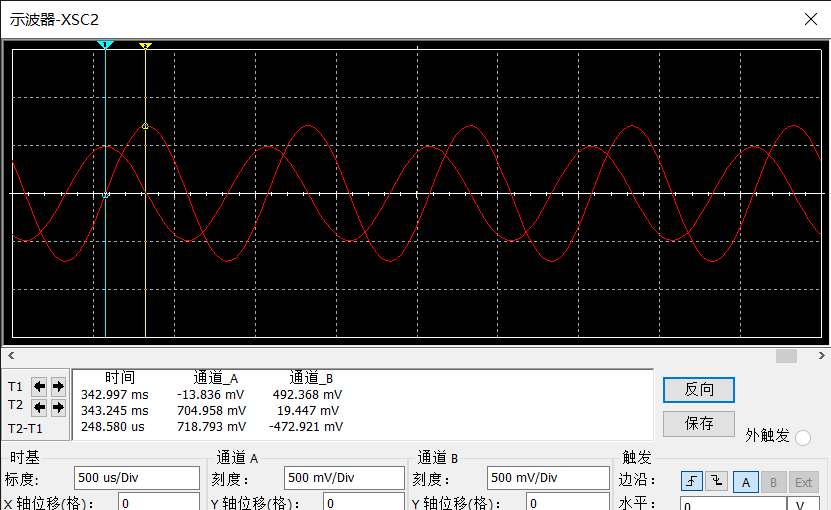 示波器-XSC2
1 2
T1
T2
T2-T1
时间 通道_A 通道_B
342.997 ms -13.836 mV 492.368 mV
343.245 ms 704.958 mV 19.447 mV
248.580 us 718.793 mV -472.921 mV
反向
保存
外触发
时基
标度: 500 us/Div
X 轴位移(格): 0
通道 A
刻度: 500 mV/Div
Y 轴位移(格): 0
通道 B
刻度: 500 mV/Div
Y 轴位移(格): 0
触发
边沿: A B Ext
水平: 0 V